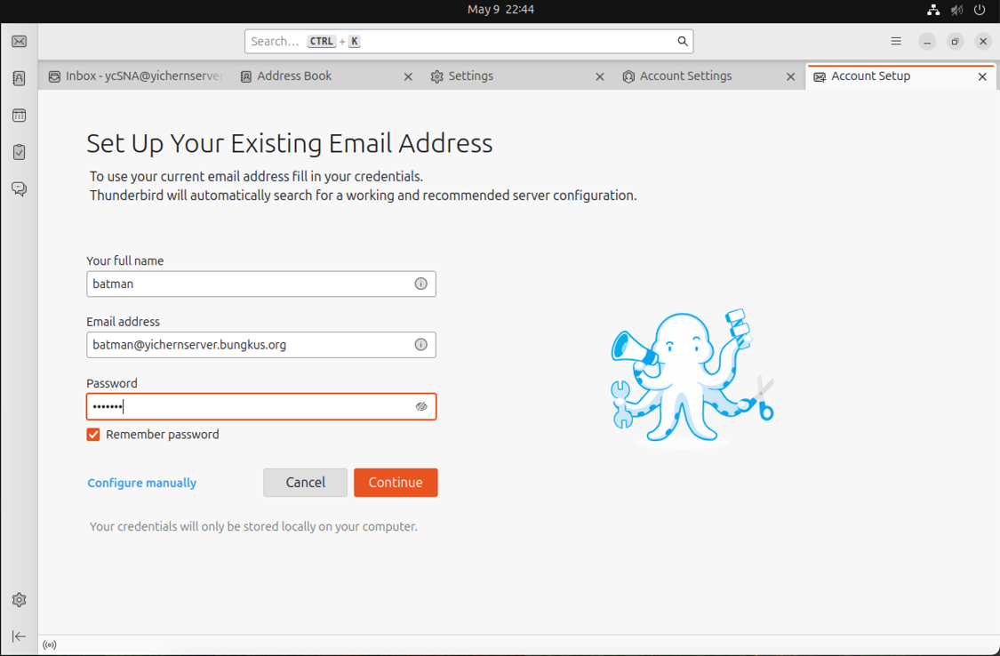 May 9 22:44
Search... CTRL + K
Inbox - ycSNA@yichernserver
Address Book
Settings
Account Settings
Account Setup
Set Up Your Existing Email Address
To use your current email address fill in your credentials.
Thunderbird will automatically search for a working and recommended server configuration.
Your full name
batman
Email address
batman@yichernserver.bungkus.org
Password
•••••••
Remember password
Configure manually
Cancel
Continue
Your credentials will only be stored locally on your computer.